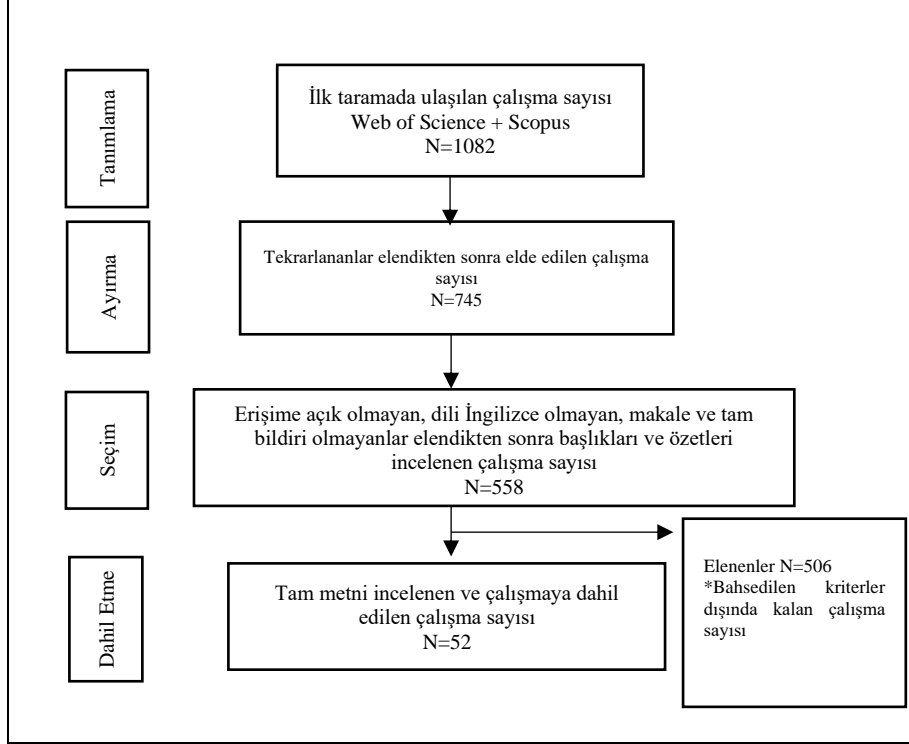 Tanımlama
İlk taramada ulaşılan çalışma sayısı
Web of Science + Scopus
N=1082
Ayırma
Tekrarlananlar elendikten sonra elde edilen çalışma
sayısı
N=745
Seçim
Erişime açık olmayan, dili İngilizce olmayan, makale ve tam
bildiri olmayanlar elendikten sonra başlıkları ve özetleri
incelenen çalışma sayısı
N=558
Dahil Etme
Tam metni incelenen ve çalışmaya dahil
edilen çalışma sayısı
N=52
Elenenler N=506
*Bahsedilen kriterler
dışında kalan çalışma
sayısı